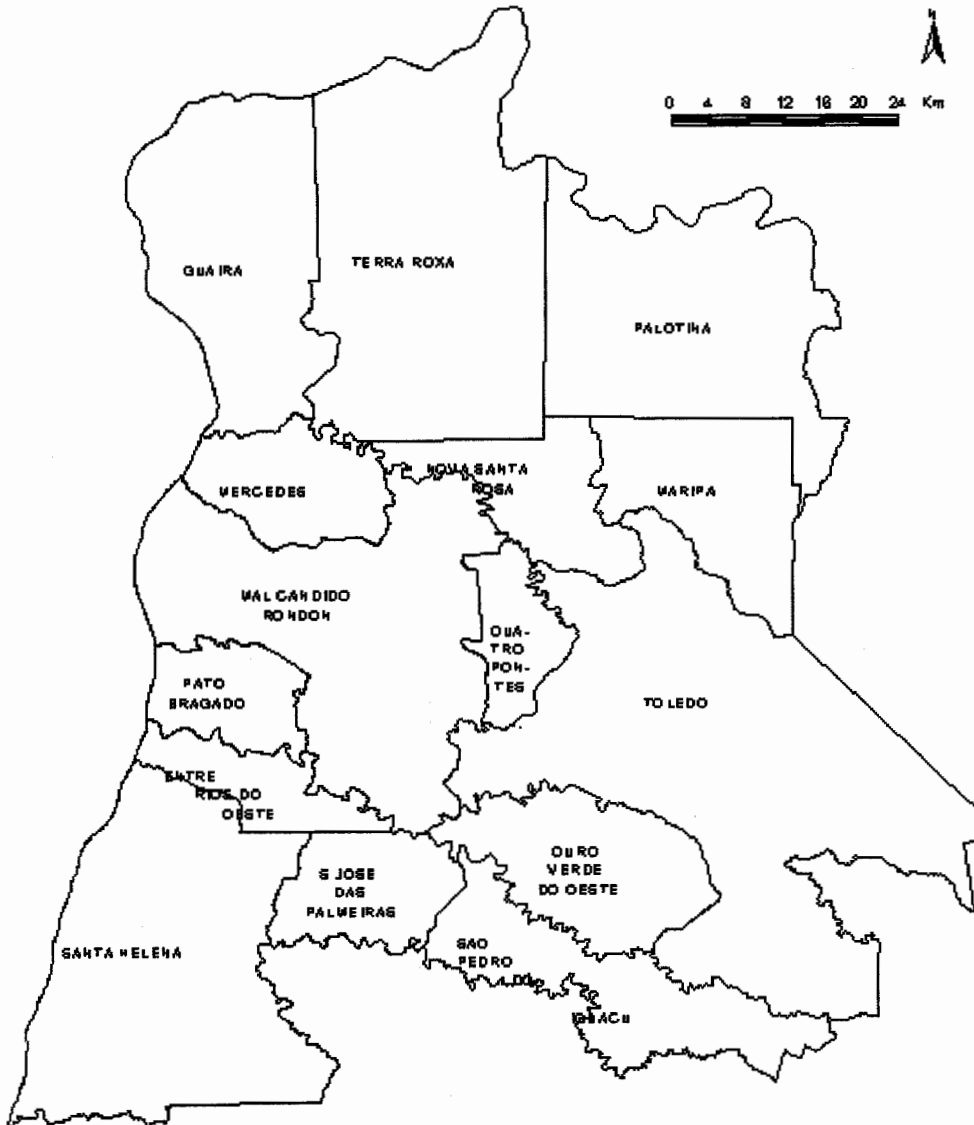 N
0 4 8 12 16 20 24 Km
GUAIRA
TERRA ROXA
PALOTINA
MERCEDES
NOVA SANTA
ROSA
MARIPA
MAL CANDIDO
RONDON
QUA-
TRO
PON-
TES
PATO
BRAGADO
TOLEDO
ENTRE
RIOS DO
OESTE
S JOSE
DAS
PALMEIRAS
OURO
VERDE
DO OESTE
SANTA HELENA
SAO
PEDRO
DO
IGUACU